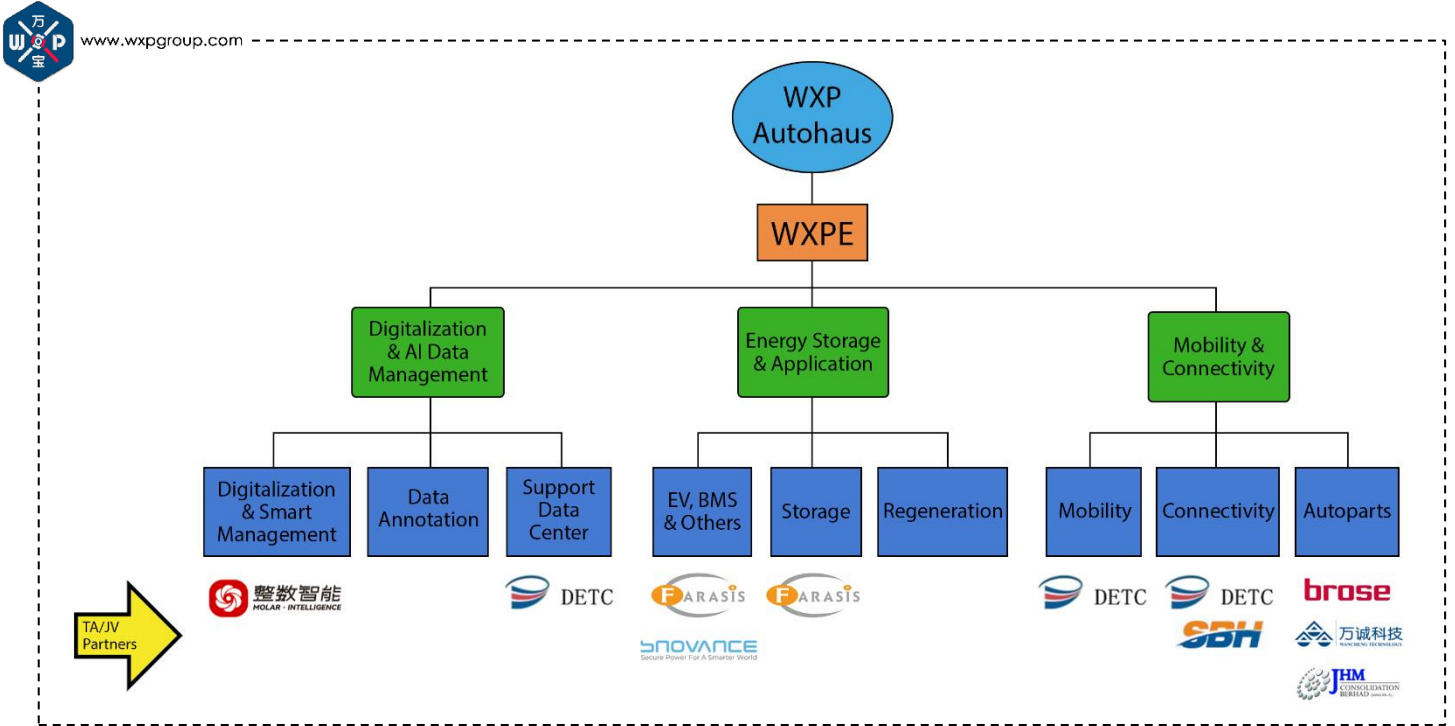 万
WXP
宝
www.wxpgroup.com
WXP
Autohaus
WXPE
Digitalization
& AI Data
Management
Energy Storage
& Application
Mobility &
Connectivity
Digitalization
& Smart
Management
Data
Annotation
Support
Data
Center
EV, BMS
& Others
Storage
Regeneration
Mobility
Connectivity
Autoparts
TA/JV
Partners
整数智能
MOLAR · INTELLIGENCE
DETC
FARASIS
FARASIS
DETC
DETC
brose
SNOVANCE
Secure Power For A Smarter World
SBH
万诚科技
WANCHENG TECHNOLOGY
JHM
CONSOLIDATION
BERHAD